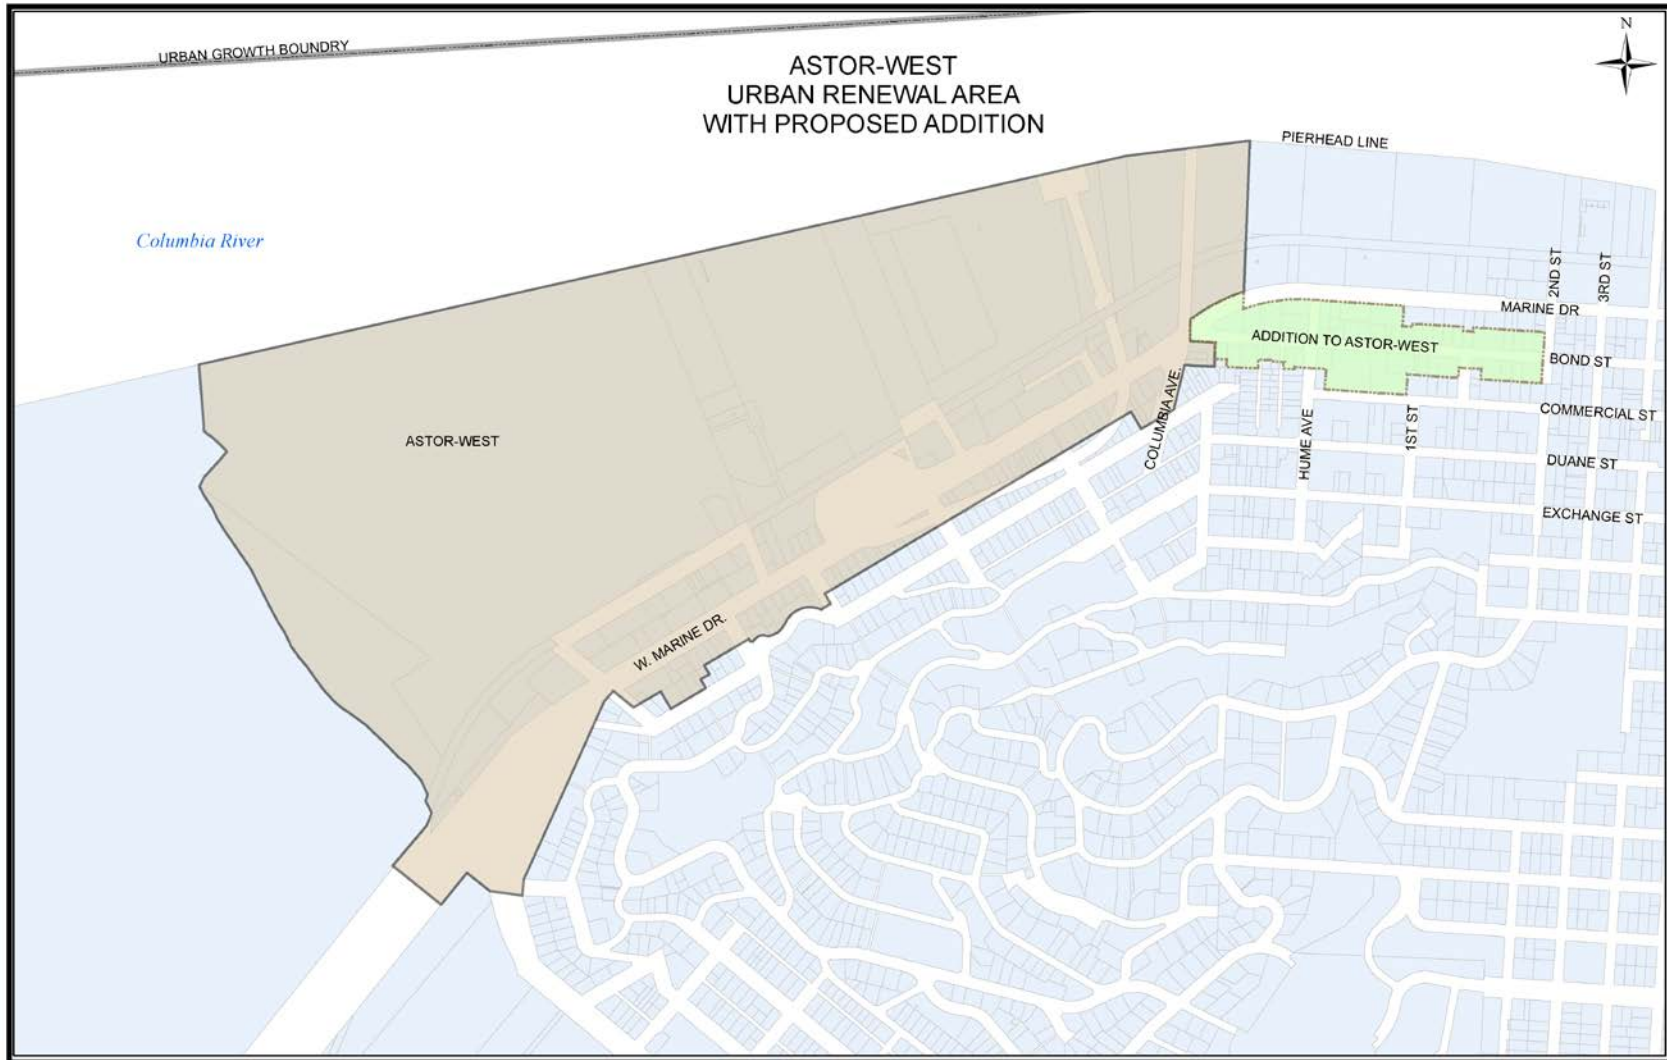 N
URBAN GROWTH BOUNDRY
ASTOR-WEST
URBAN RENEWAL AREA
WITH PROPOSED ADDITION
PIERHEAD LINE
Columbia River
2ND ST
3RD ST
MARINE DR
ADDITION TO ASTOR-WEST
BOND ST
COLUMBIA AVE.
COMMERCIAL ST
ASTOR-WEST
HUME AVE
1ST ST
DUANE ST
EXCHANGE ST
W. MARINE DR.